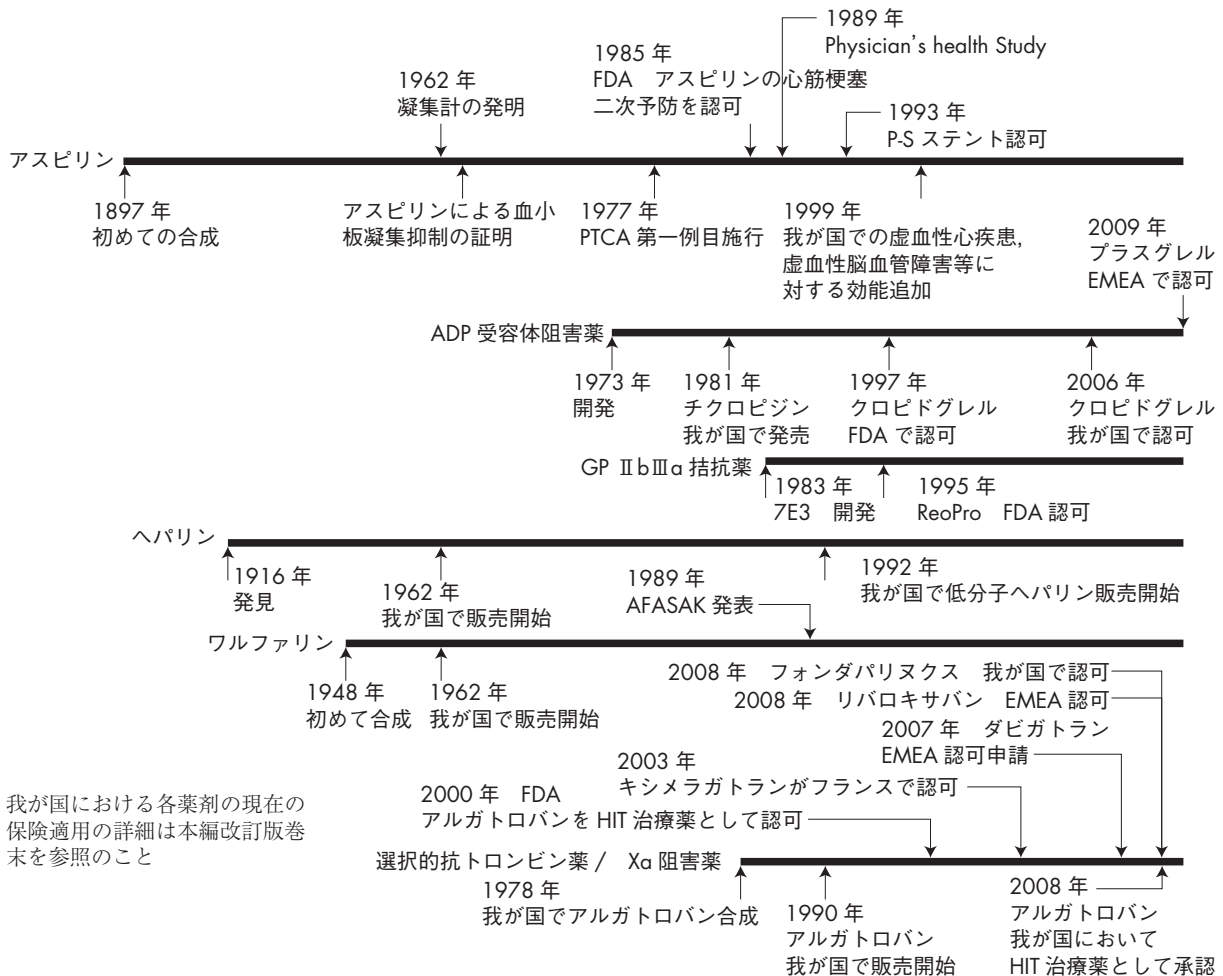 1989 年
Physician's health Study
1985 年
FDA　アスピリンの心筋梗塞
二次予防を認可
1962 年
凝集計の発明
1993 年
P-S ステント認可
アスピリン
1897 年
初めての合成
アスピリンによる血小
板凝集抑制の証明
1977 年
PTCA 第一例目施行
1999 年
我が国での虚血性心疾患，
虚血性脳血管障害等に
対する効能追加
2009 年
プラスグレル
EMEA で認可
ADP 受容体阻害薬
1973 年
開発
1981 年
チクロピジン
我が国で発売
1997 年
クロピドグレル
FDA で認可
2006 年
クロピドグレル
我が国で認可
GP ⅡbⅢa 拮抗薬
1983 年
7E3　開発
1995 年
ReoPro　FDA 認可
ヘパリン
1916 年
発見
1962 年
我が国で販売開始
1989 年
AFASAK 発表
1992 年
我が国で低分子ヘパリン販売開始
ワルファリン
1948 年
初めて合成
1962 年
我が国で販売開始
2008 年　フォンダパリヌクス　我が国で認可
2008 年　リバロキサバン　EMEA 認可
2007 年　ダビガトラン
EMEA 認可申請
2003 年
キシメラガトランがフランスで認可
2000 年　FDA
アルガトロバンを HIT 治療薬として認可
我が国における各薬剤の現在の
保険適用の詳細は本編改訂版巻
末を参照のこと
選択的抗トロンビン薬 /　Xa 阻害薬
1978 年
我が国でアルガトロバン合成
1990 年
アルガトロバン
我が国で販売開始
2008 年
アルガトロバン
我が国において
HIT 治療薬として承認